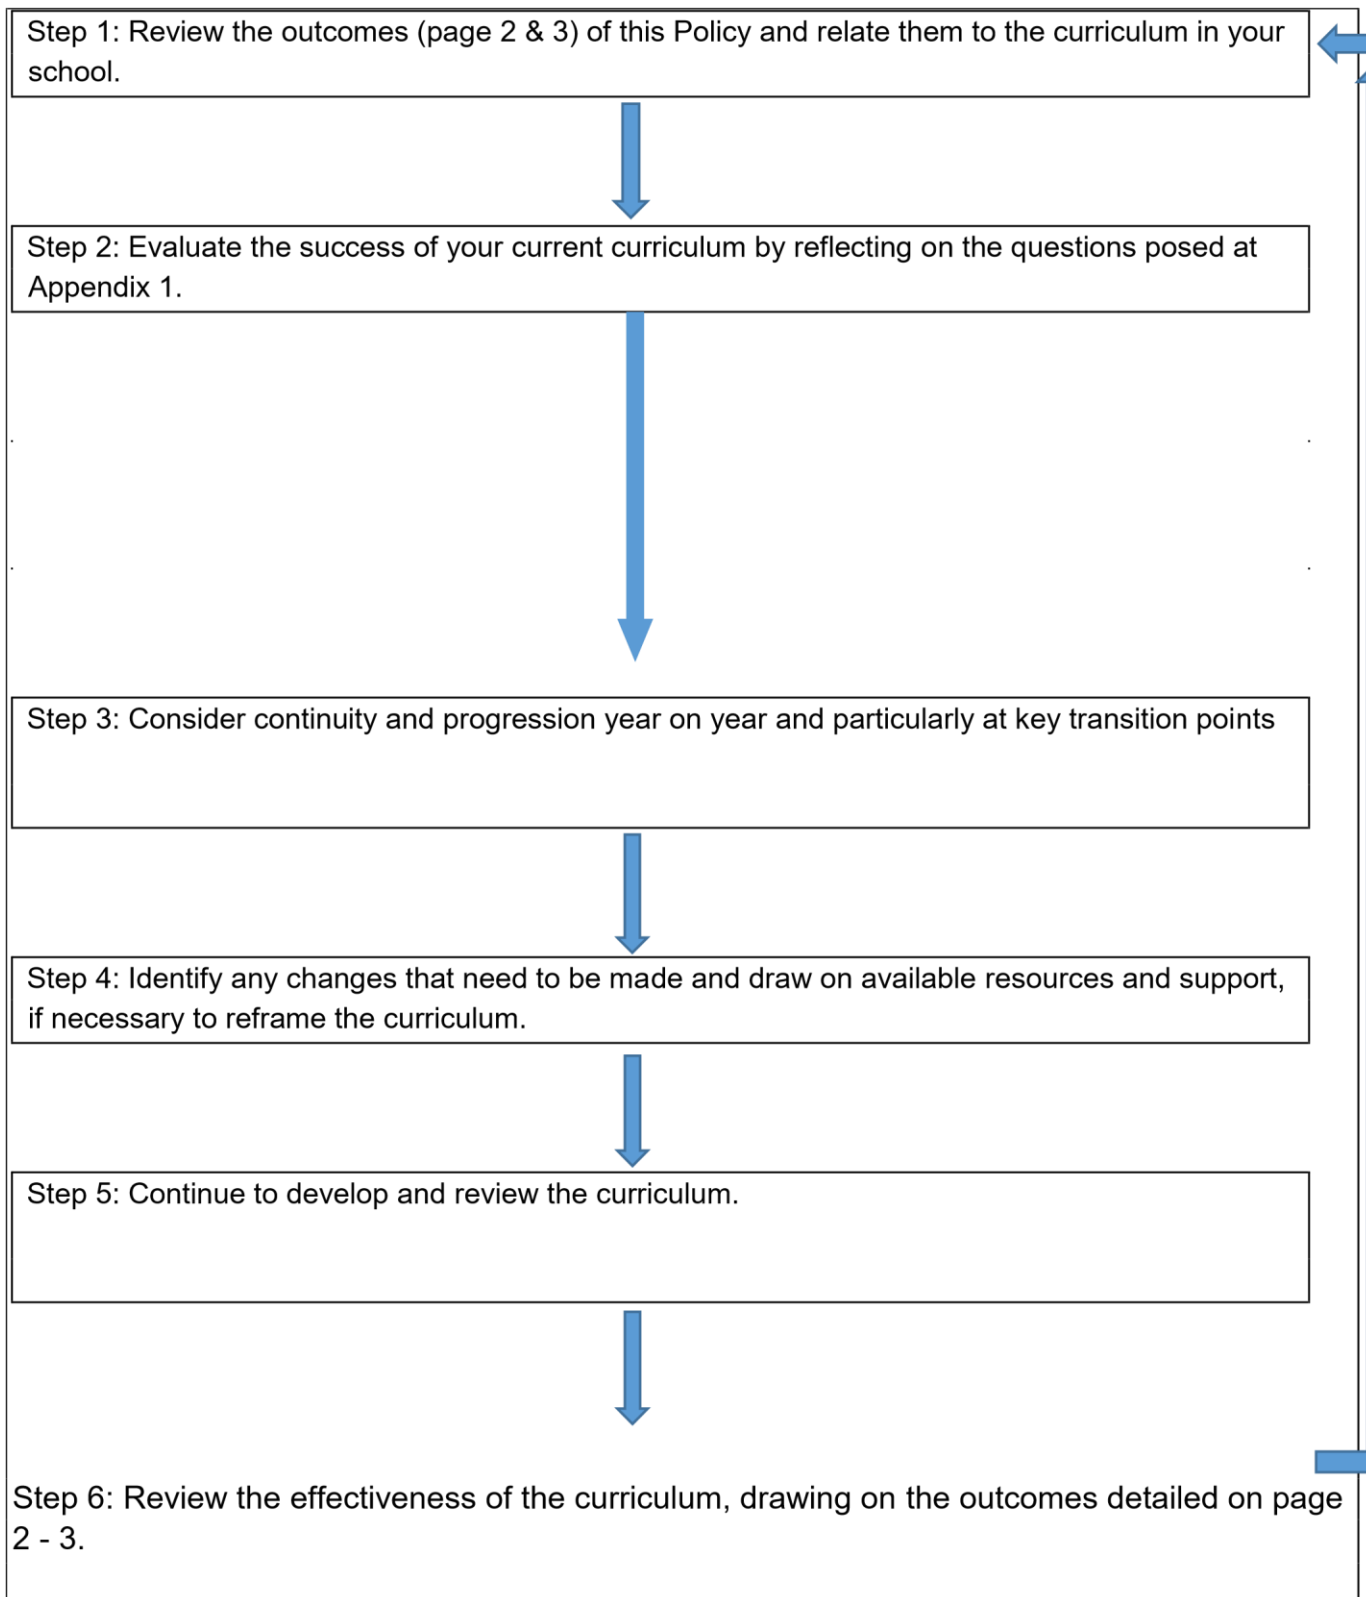 Step 1: Review the outcomes (page 2 & 3) of this Policy and relate them to the curriculum in your
school.
Step 2: Evaluate the success of your current curriculum by reflecting on the questions posed at
Appendix 1.
Step 3: Consider continuity and progression year on year and particularly at key transition points
Step 4: Identify any changes that need to be made and draw on available resources and support,
if necessary to reframe the curriculum.
Step 5: Continue to develop and review the curriculum.
Step 6: Review the effectiveness of the curriculum, drawing on the outcomes detailed on page
2 - 3.